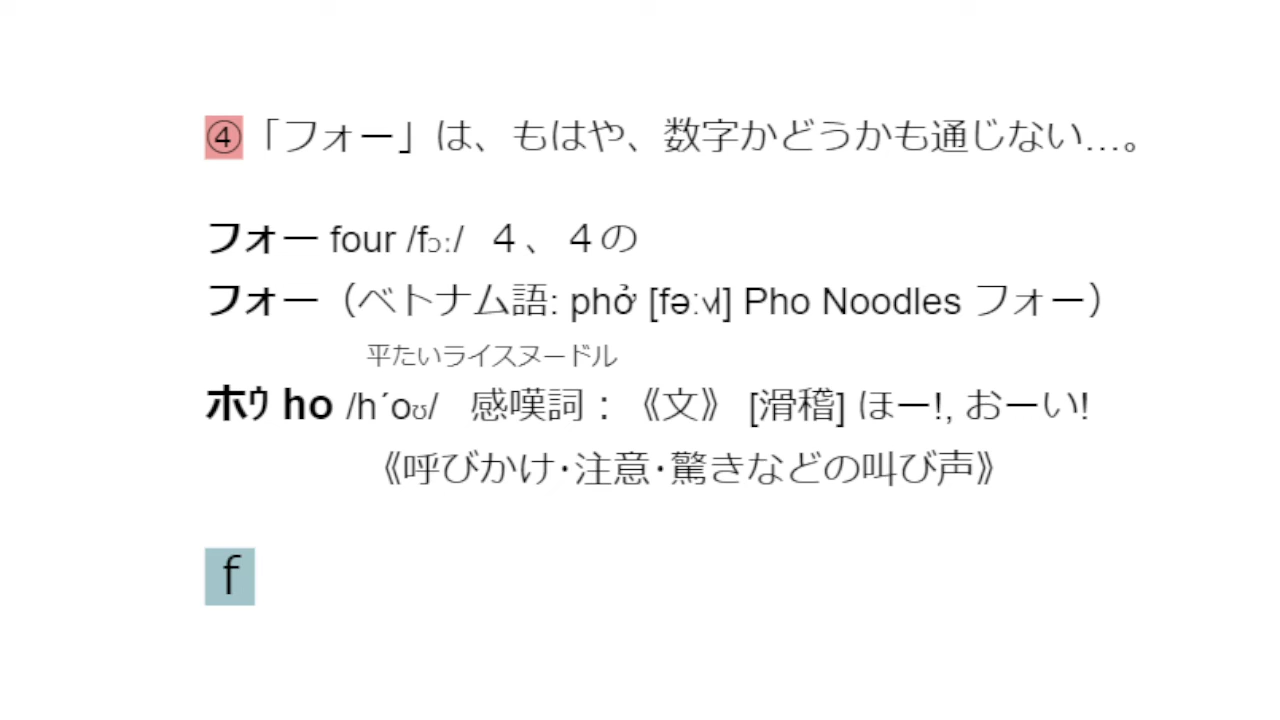 ④「フォー」は、もはや、数字かどうかも通じない…。
フォー four /fɔː/ ４、４の
フォー（ベトナム語: phở [fəː˧˩˧] Pho Noodles フォー）
平たいライスヌードル
ホゥ ho /h´oʊ/ 感嘆詞：《文》 [滑稽] ほー!, おーい!
《呼びかけ･注意･驚きなどの叫び声》
f